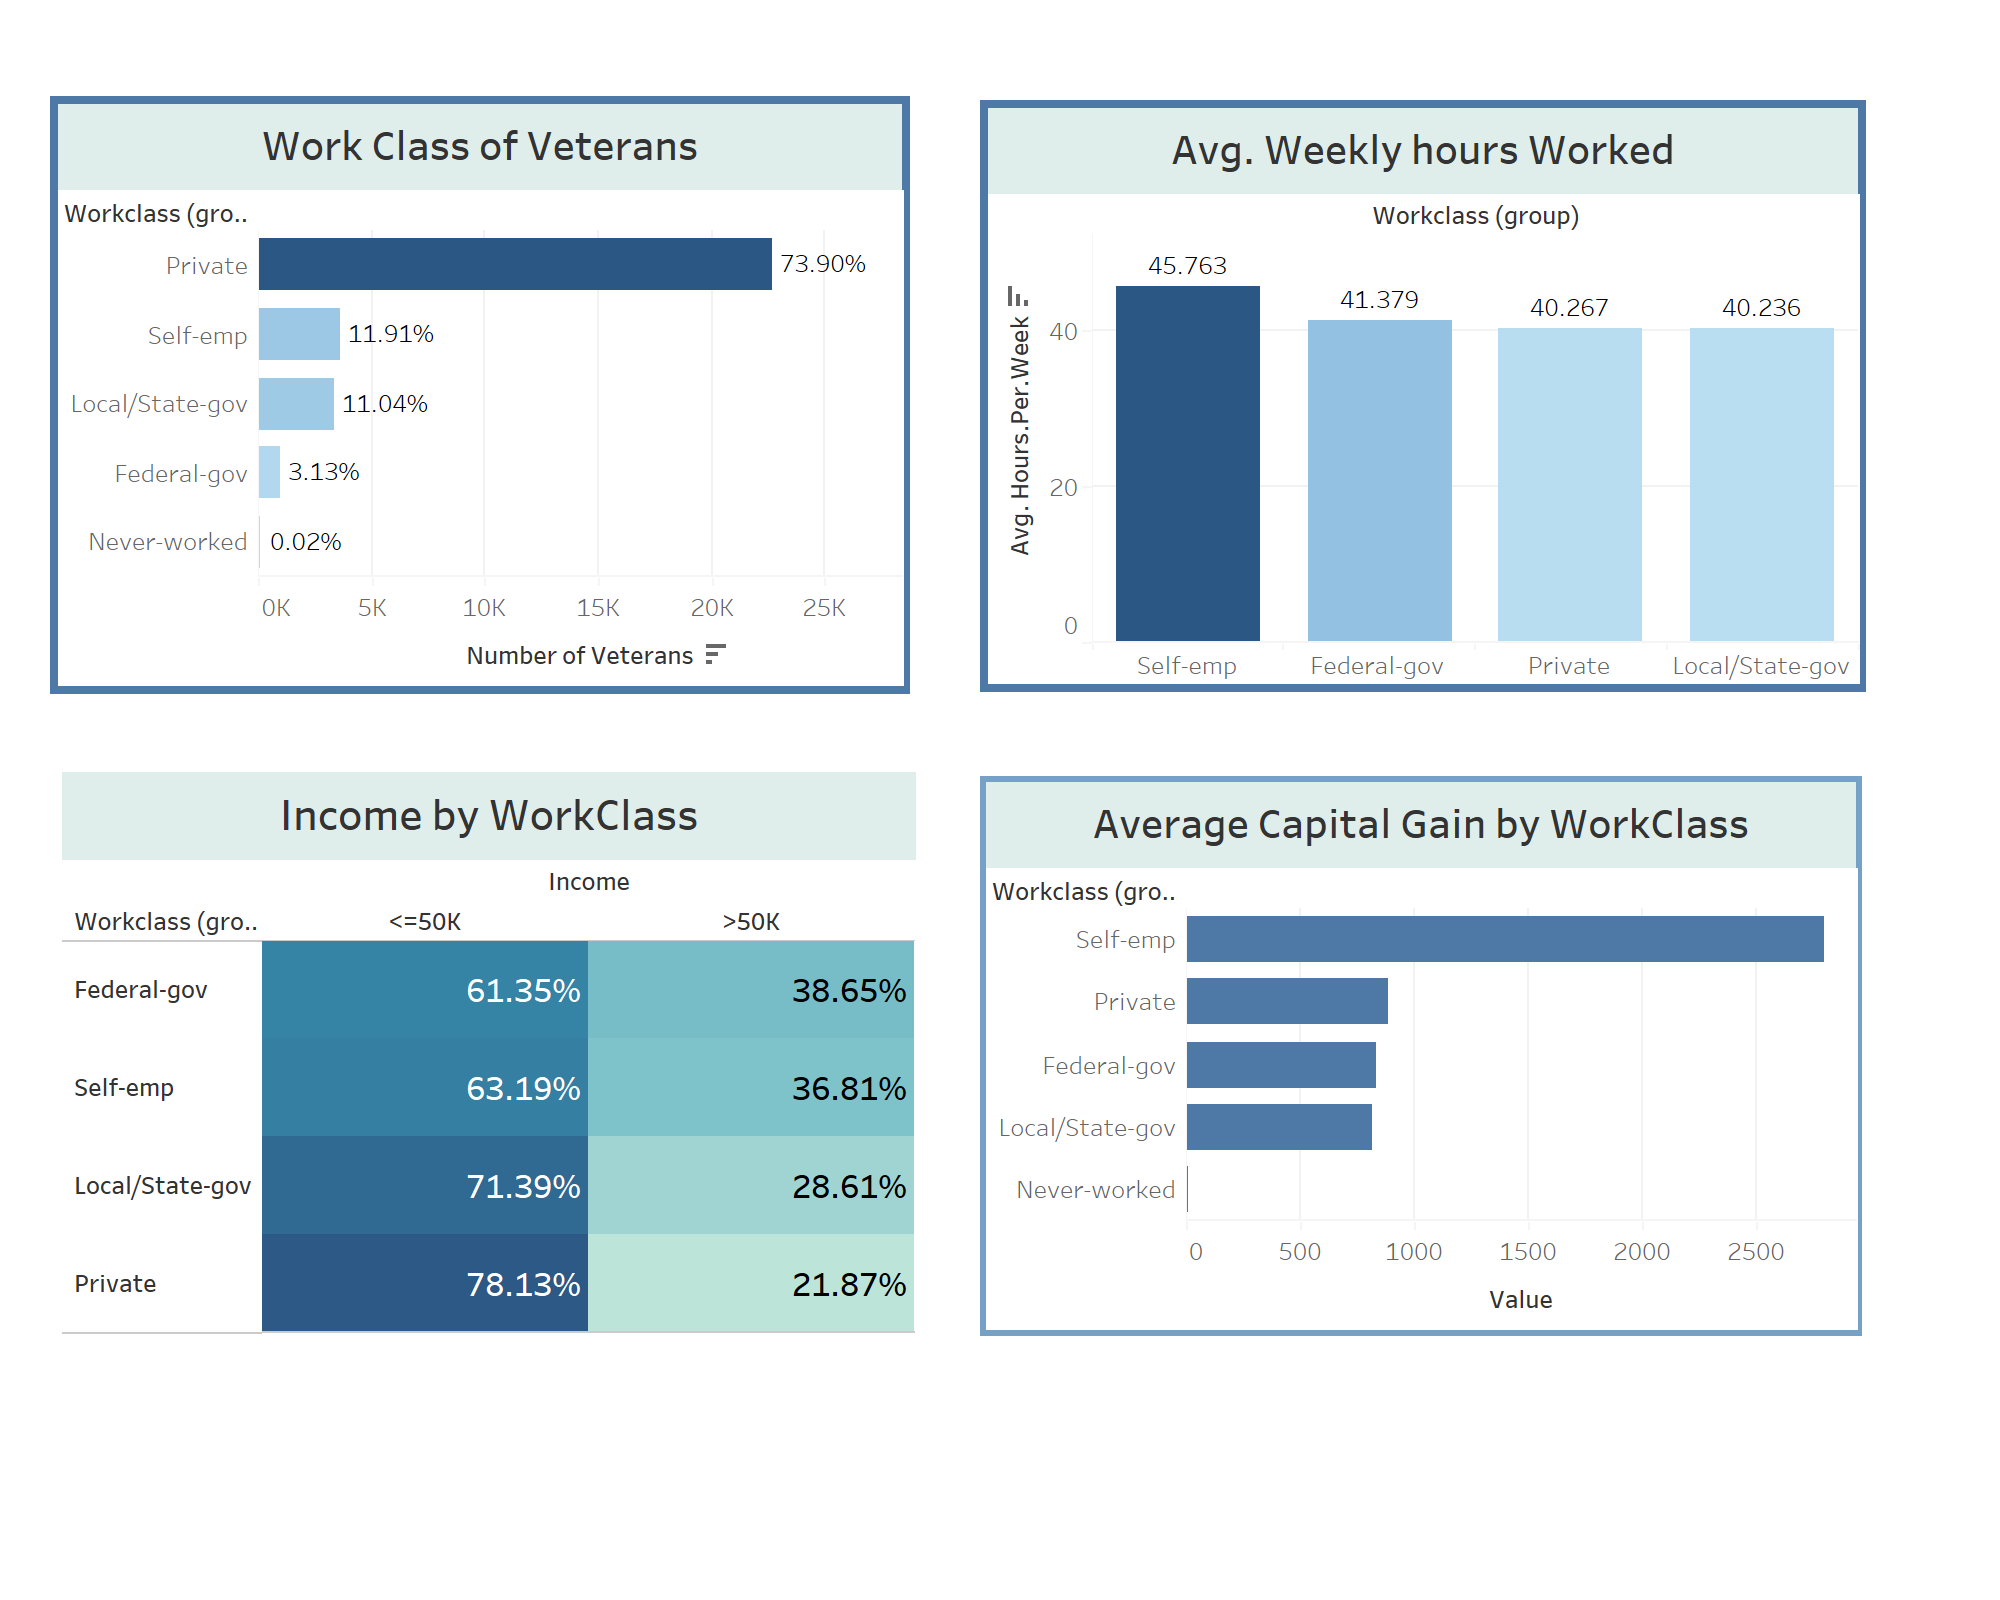 Work Class of Veterans
Workclass (gro..
Private 73.90%
Self-emp 11.91%
Local/State-gov 11.04%
Federal-gov 3.13%
Never-worked 0.02%
0K 5K 10K 15K 20K 25K
Number of Veterans
Avg. Weekly hours Worked
Workclass (group)
45.763 41.379 40.267 40.236
Avg. Hours.Per.Week
40
20
0
Self-emp Federal-gov Private Local/State-gov
Income by WorkClass
Income
Workclass (gro.. <=50K >50K
Federal-gov 61.35% 38.65%
Self-emp 63.19% 36.81%
Local/State-gov 71.39% 28.61%
Private 78.13% 21.87%
Average Capital Gain by WorkClass
Workclass (gro..
Self-emp
Private
Federal-gov
Local/State-gov
Never-worked
0 500 1000 1500 2000 2500
Value